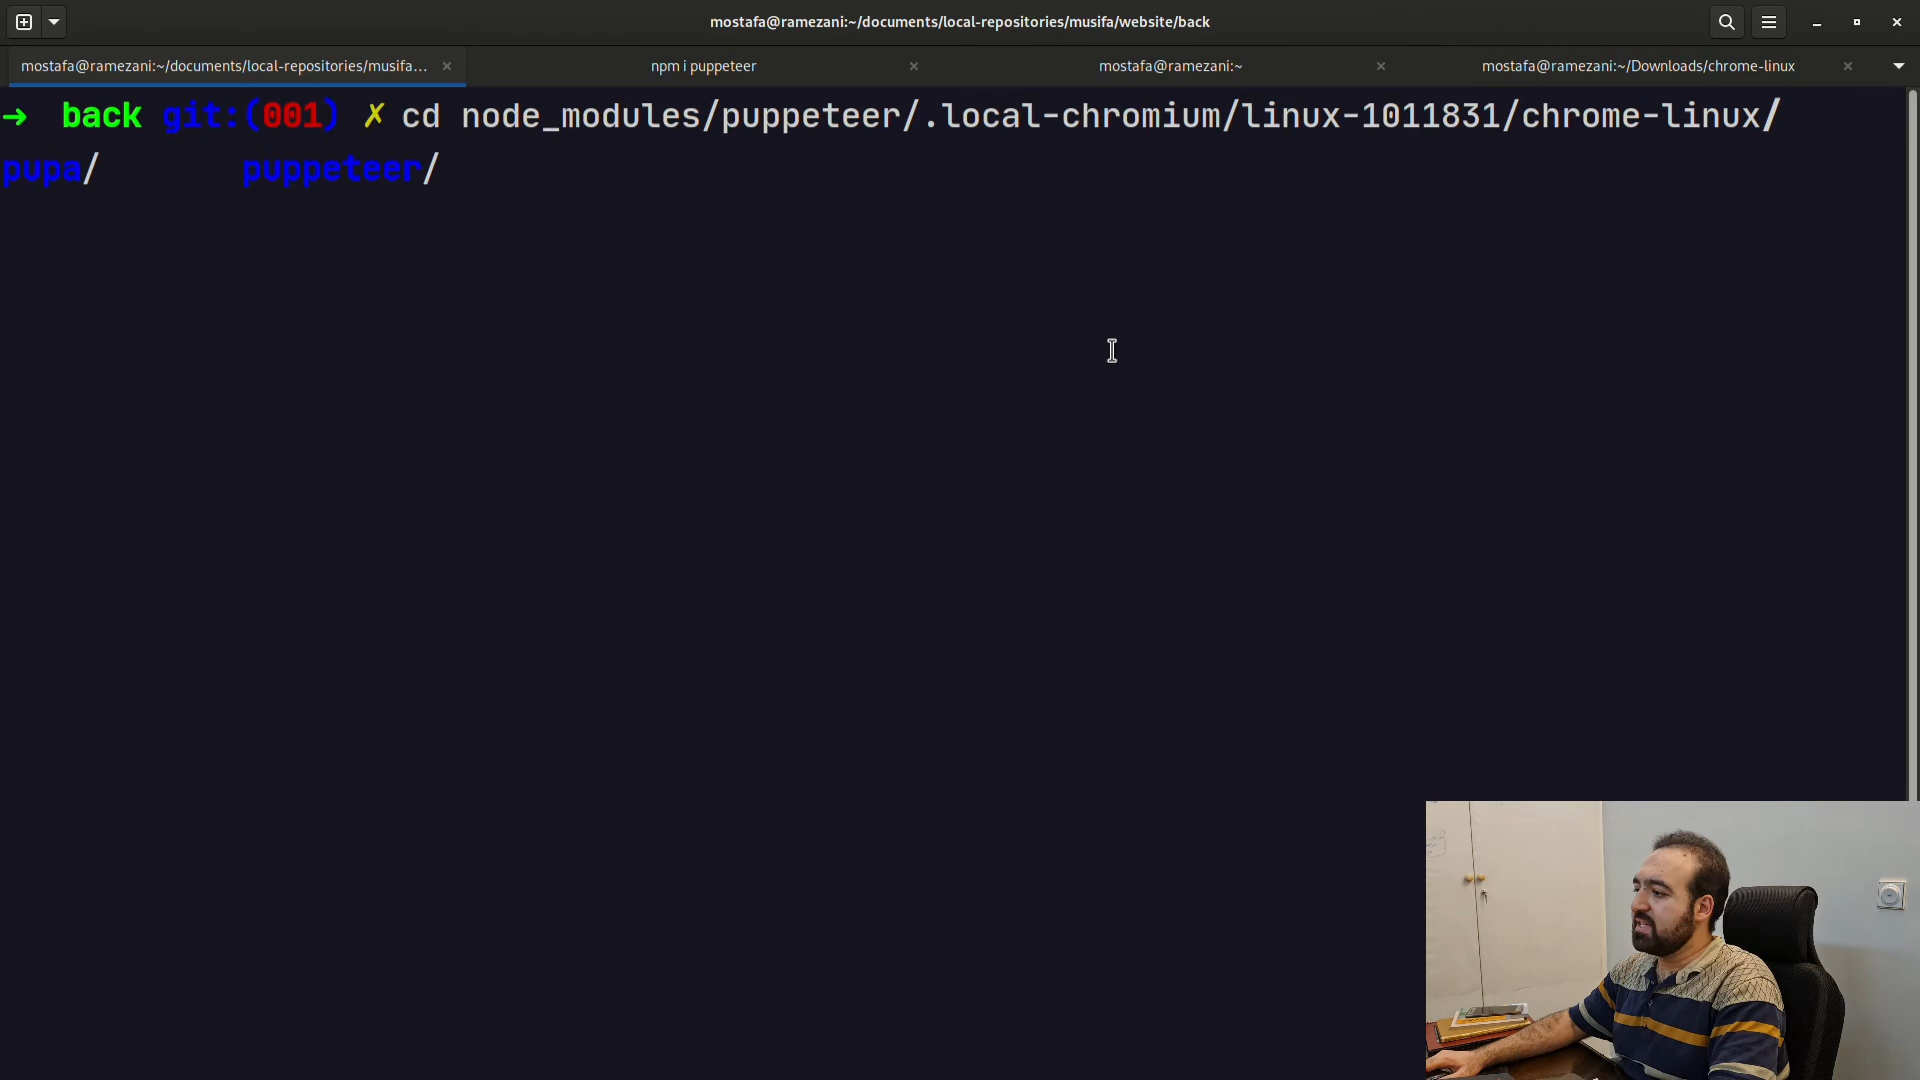 mostafa@ramezani:~/documents/local-repositories/musifa/website/back
mostafa@ramezani:~/documents/local-repositories/musifa...
npm i puppeteer
mostafa@ramezani:~
mostafa@ramezani:~/Downloads/chrome-linux
➜ back git:(001) ✗ cd node_modules/puppeteer/.local-chromium/linux-1011831/chrome-linux/
pupa/ puppeteer/